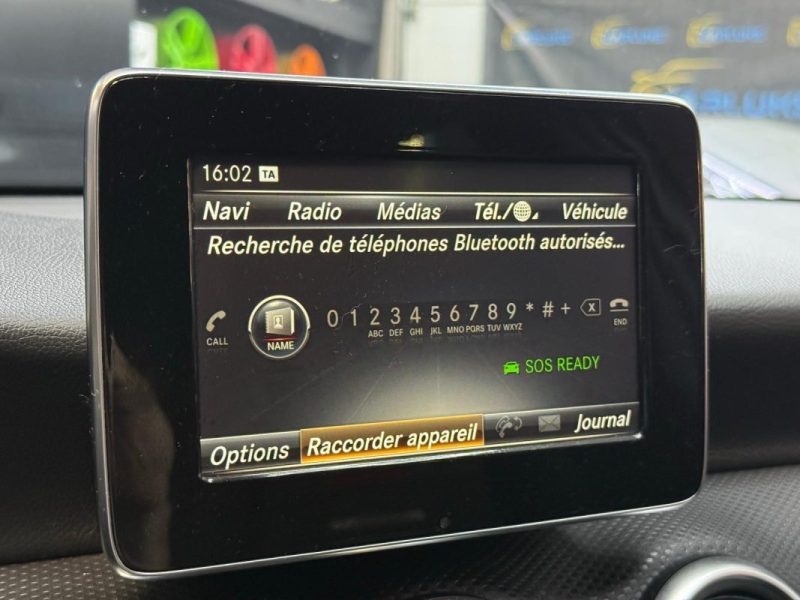 16:02 TA
Navi Radio Médias Tél./ Véhicule
Recherche de téléphones Bluetooth autorisés...
CALL NAME 0 1 2 3 4 5 6 7 8 9 * # + X END
ABC DEF GHI JKL MNO PQRS TUV WXYZ
SOS READY
Options Raccorder appareil Journal